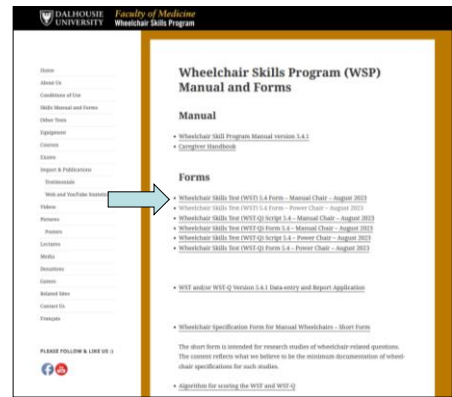 DALHOUSIE UNIVERSITY
Faculty of Medicine
Wheelchair Skills Program
Home
About Us
Conditions of Use
Skills Manual and Forms
Other Tests
Equipment
Courses
Exams
Impact & Publications
Testimonials
Web and YouTube Statistics
Videos
Pictures
Posters
Lectures
Media
Donations
Games
Related Sites
Contact Us
Français
PLEASE FOLLOW & LIKE US :)
Wheelchair Skills Program (WSP)
Manual and Forms
Manual
• Wheelchair Skill Program Manual version 5.4.1
• Caregiver Handbook
Forms
• Wheelchair Skills Test (WST) 5.4 Form – Manual Chair – August 2023
• Wheelchair Skills Test (WST) 5.4 Form – Power Chair – August 2023
• Wheelchair Skills Test (WST-Q) Script 5.4 – Manual Chair – August 2023
• Wheelchair Skills Test (WST-Q) Form 5.4 – Manual Chair – August 2023
• Wheelchair Skills Test (WST-Q) Script 5.4 – Power Chair – August 2023
• Wheelchair Skills Test (WST-Q) Form 5.4 – Power Chair – August 2023
• WST and/or WST-Q Version 5.4.1 Data-entry and Report Application
• Wheelchair Specification Form for Manual Wheelchairs – Short Form
The short form is intended for research studies of wheelchair-related questions.
The content reflects what we believe to be the minimum documentation of wheel-
chair specifications for such studies.
• Algorithm for scoring the WST and WST-Q